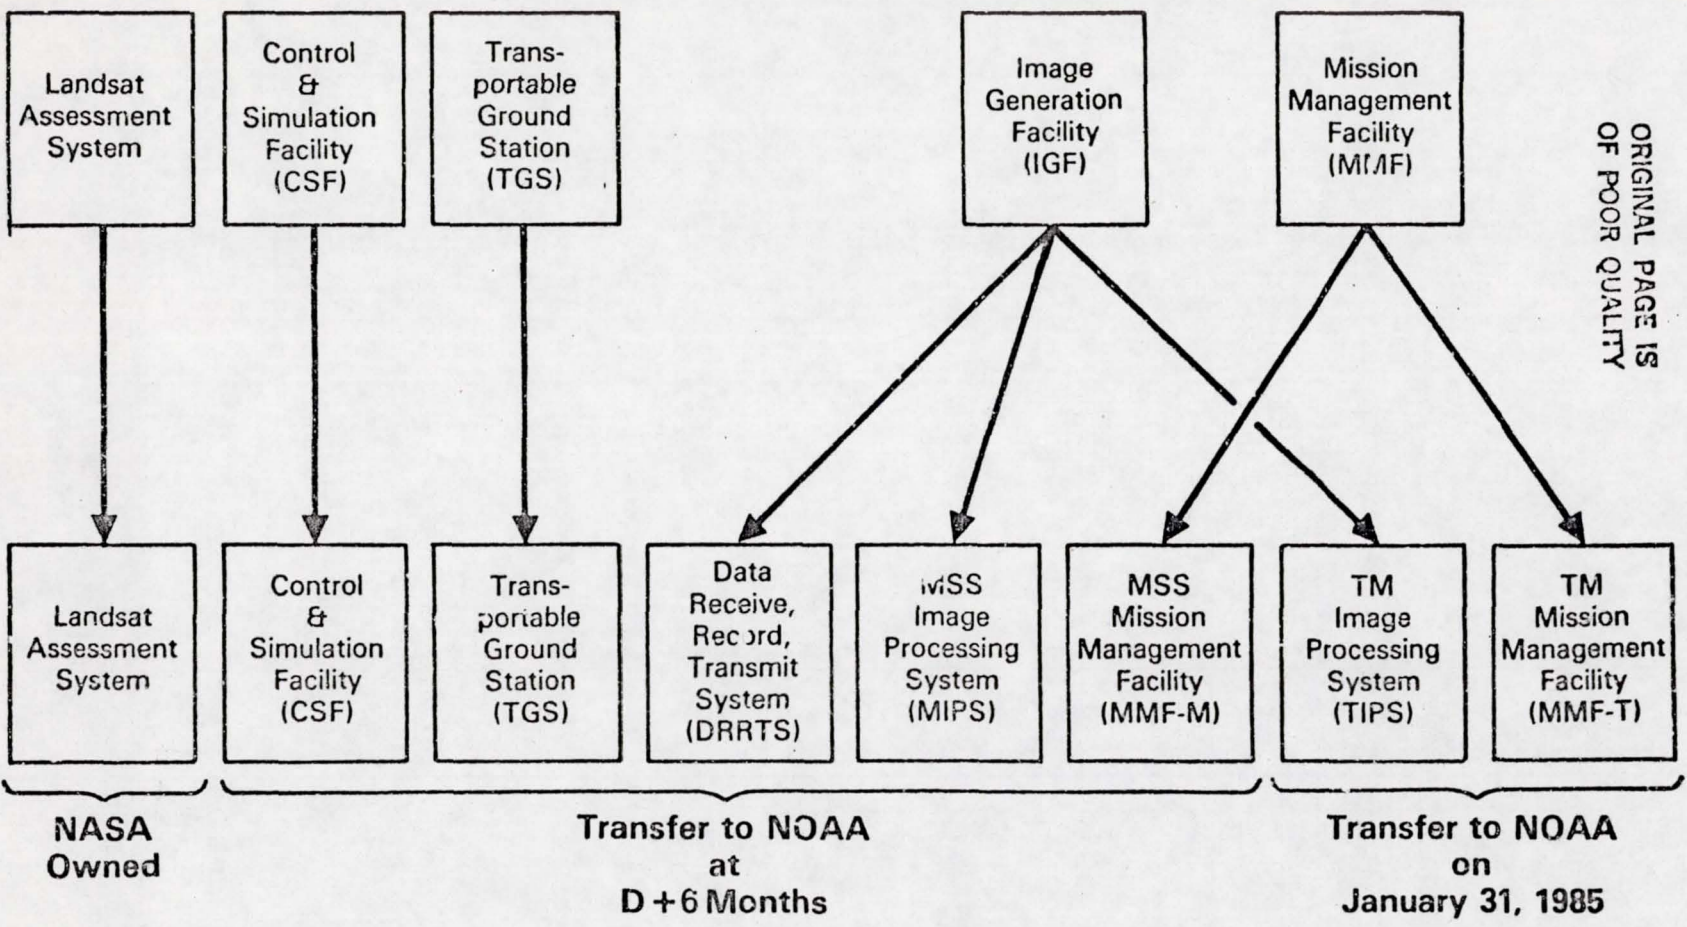 Landsat
Assessment
System
Control
&
Simulation
Facility
(CSF)
Trans-
portable
Ground
Station
(TGS)
Image
Generation
Facility
(IGF)
Mission
Management
Facility
(MMF)
ORIGINAL PAGE IS
OF POOR QUALITY
Landsat
Assessment
System
Control
&
Simulation
Facility
(CSF)
Trans-
portable
Ground
Station
(TGS)
Data
Receive,
Record,
Transmit
System
(DRRTS)
MSS
Image
Processing
System
(MIPS)
MSS
Mission
Management
Facility
(MMF-M)
TM
Image
Processing
System
(TIPS)
TM
Mission
Management
Facility
(MMF-T)
NASA
Owned
Transfer to NOAA
at
D+6 Months
Transfer to NOAA
on
January 31, 1985